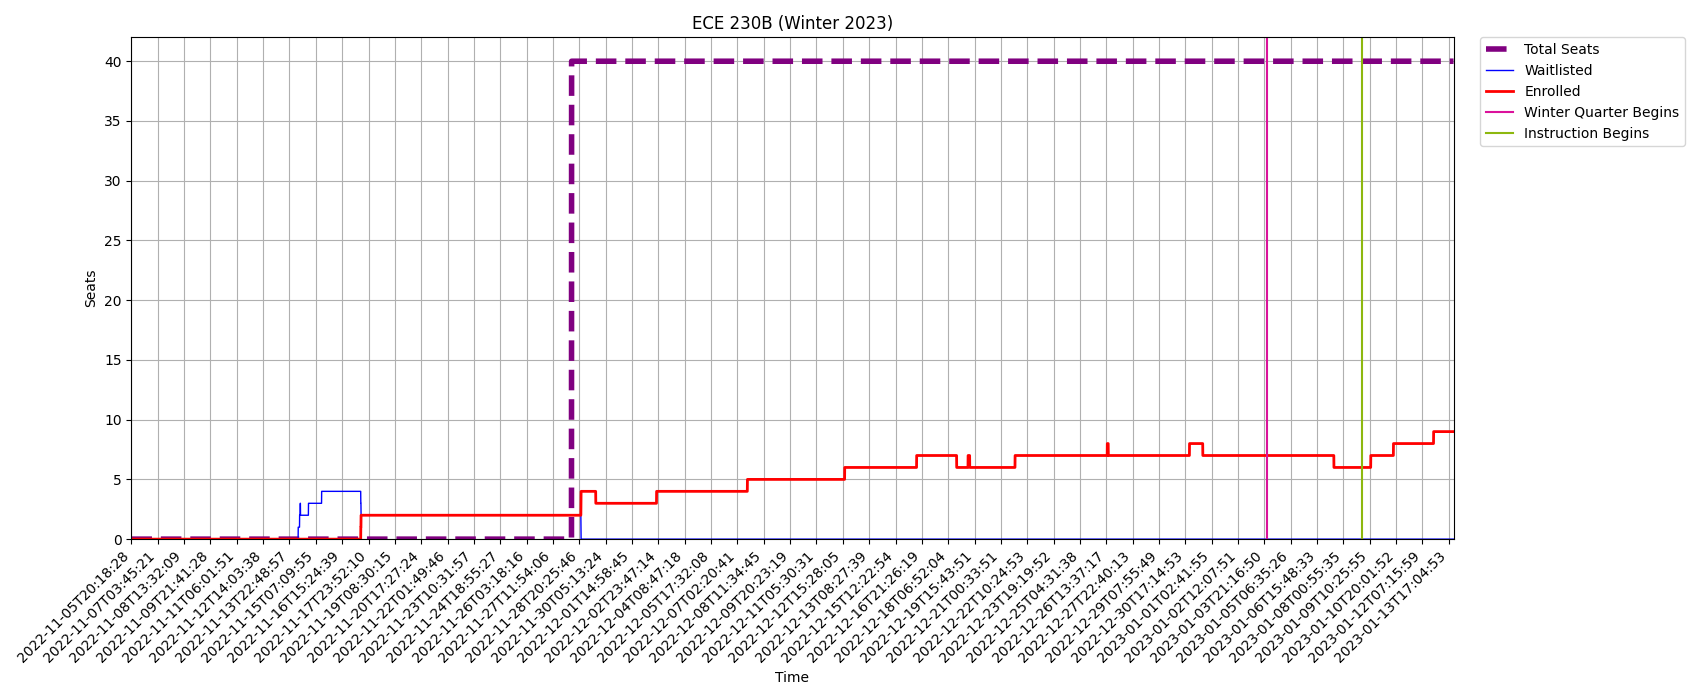 ECE 230B (Winter 2023)
Total Seats
Waitlisted
Enrolled
Winter Quarter Begins
Instruction Begins
40
35
30
25
20
15
10
5
0
Seats
2022-11-05T20:18:28
2022-11-07T03:45:21
2022-11-08T13:32:09
2022-11-09T21:41:28
2022-11-11T06:01:51
2022-11-12T14:03:38
2022-11-13T22:48:57
2022-11-15T07:09:55
2022-11-16T15:24:39
2022-11-17T23:52:10
2022-11-19T08:30:15
2022-11-20T17:27:24
2022-11-22T01:49:46
2022-11-23T10:31:57
2022-11-24T18:55:27
2022-11-26T03:18:16
2022-11-27T11:54:06
2022-11-28T20:25:46
2022-11-30T05:13:24
2022-12-01T14:58:45
2022-12-02T23:47:14
2022-12-04T08:47:18
2022-12-05T17:32:08
2022-12-07T02:20:41
2022-12-08T11:34:45
2022-12-09T20:23:19
2022-12-11T05:30:31
2022-12-12T15:28:05
2022-12-13T08:27:39
2022-12-15T12:22:54
2022-12-16T21:26:19
2022-12-18T06:52:04
2022-12-19T15:43:51
2022-12-21T00:33:51
2022-12-22T10:24:53
2022-12-23T19:19:52
2022-12-25T04:31:38
2022-12-26T13:37:17
2022-12-27T22:40:13
2022-12-29T07:55:49
2022-12-30T17:14:53
2023-01-01T02:41:55
2023-01-02T12:07:51
2023-01-03T21:16:50
2023-01-05T06:35:26
2023-01-06T15:48:33
2023-01-08T00:55:35
2023-01-09T10:25:55
2023-01-10T20:01:52
2023-01-12T07:15:59
2023-01-13T17:04:53
Time